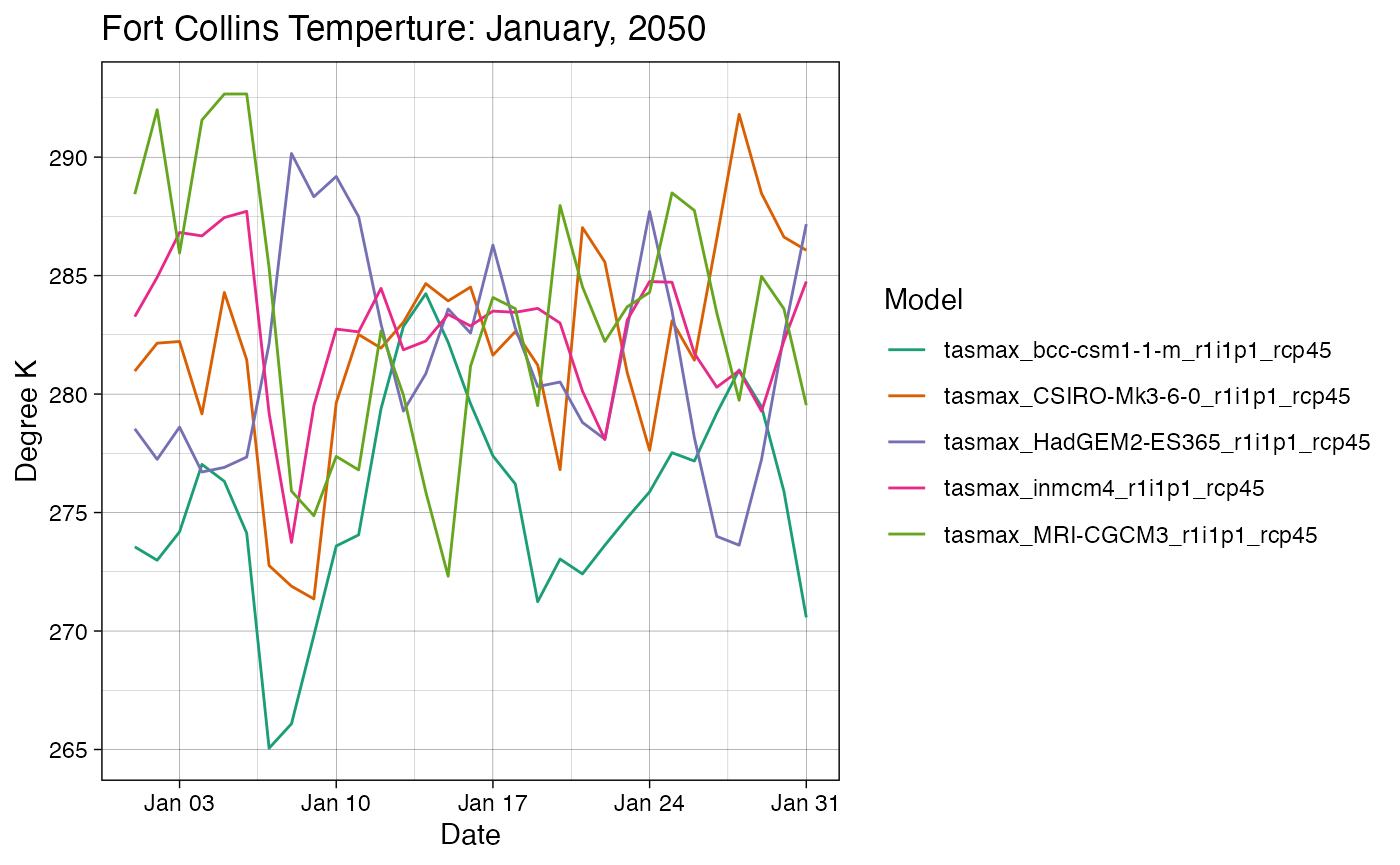 Fort Collins Temperture: January, 2050
Degree K
290
285
280
275
270
265
Jan 03 Jan 10 Jan 17 Jan 24 Jan 31
Date
Model
tasmax_bcc-csm1-1-m_r1i1p1_rcp45
tasmax_CSIRO-Mk3-6-0_r1i1p1_rcp45
tasmax_HadGEM2-ES365_r1i1p1_rcp45
tasmax_inmcm4_r1i1p1_rcp45
tasmax_MRI-CGCM3_r1i1p1_rcp45